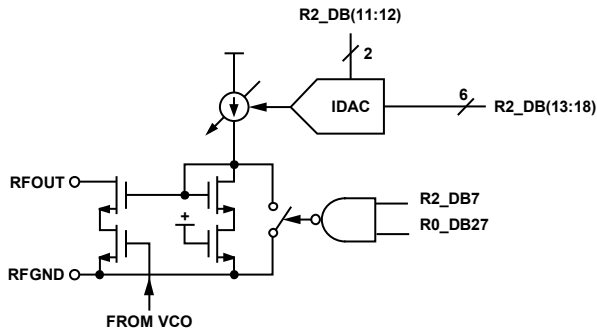 R2_DB(11:12)
2
IDAC
6
R2_DB(13:18)
RFOUT
R2_DB7
+
R0_DB27
RFGND
FROM VCO